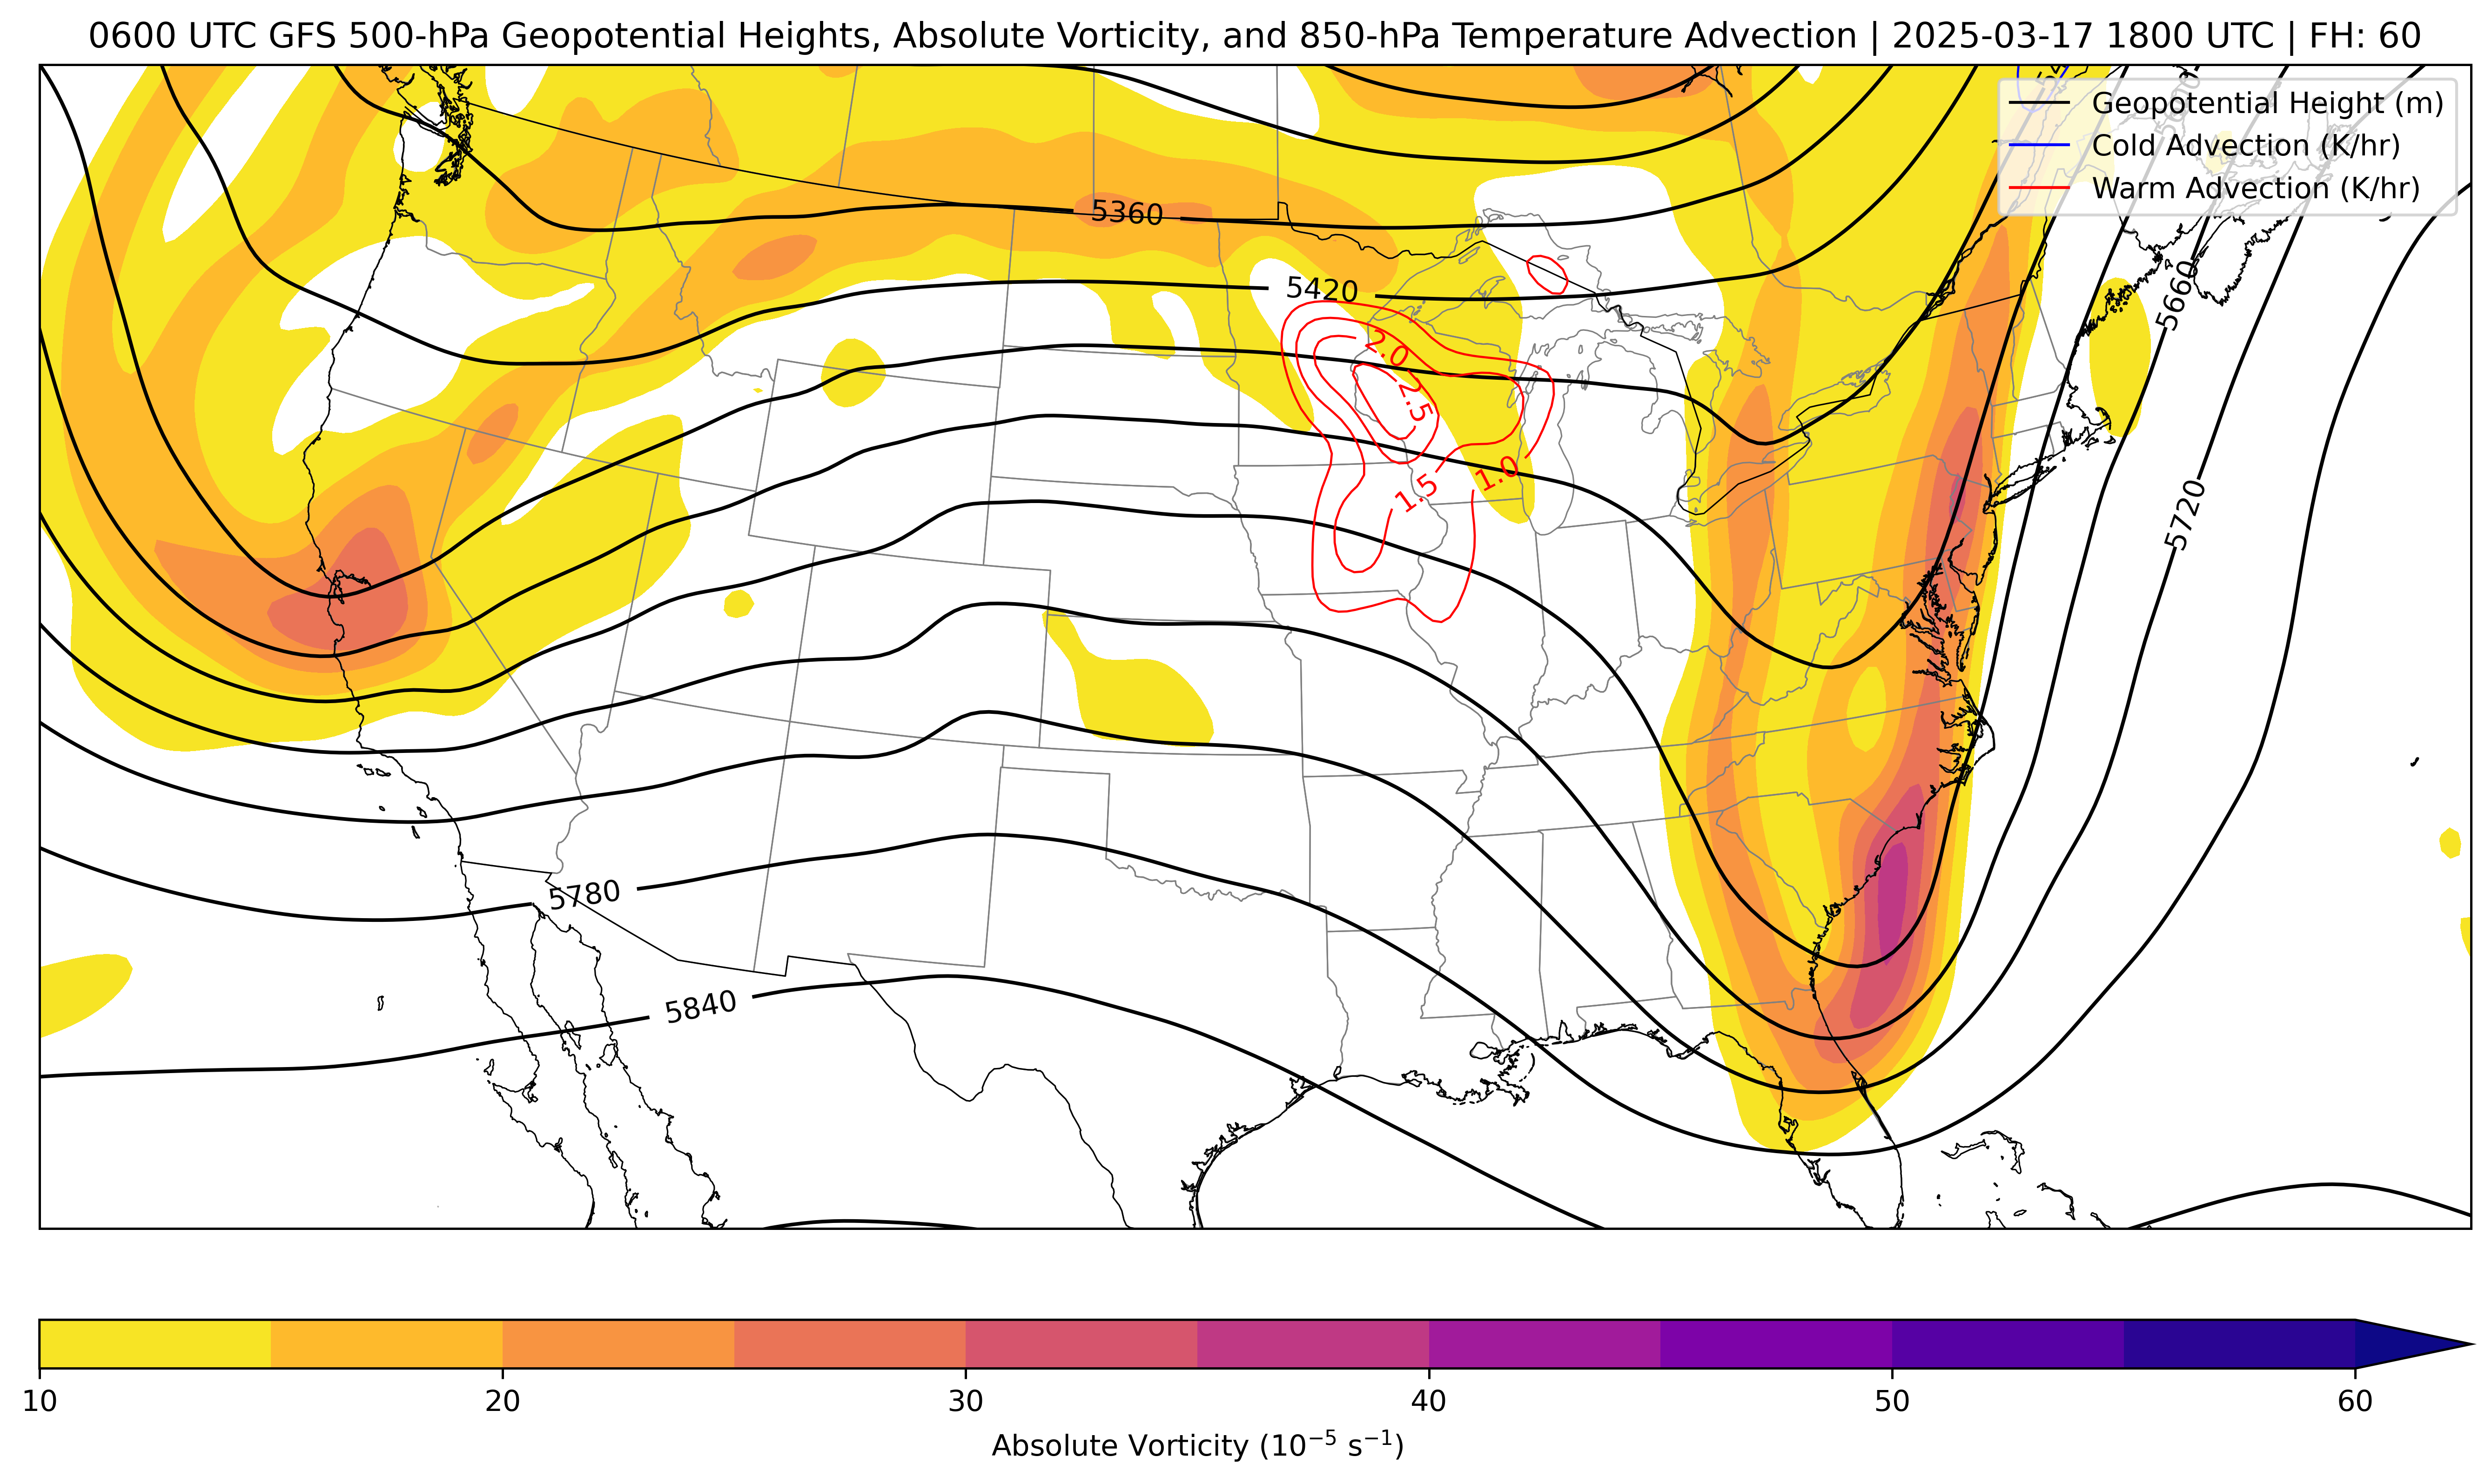 0600 UTC GFS 500-hPa Geopotential Heights, Absolute Vorticity, and 850-hPa Temperature Advection | 2025-03-17 1800 UTC | FH: 60
Geopotential Height (m)
Cold Advection (K/hr)
Warm Advection (K/hr)
5360
5420
5660
2.0
2.5
1.5
1.0
5720
5780
5840
10 20 30 40 50 60
Absolute Vorticity (10⁻⁵ s⁻¹)